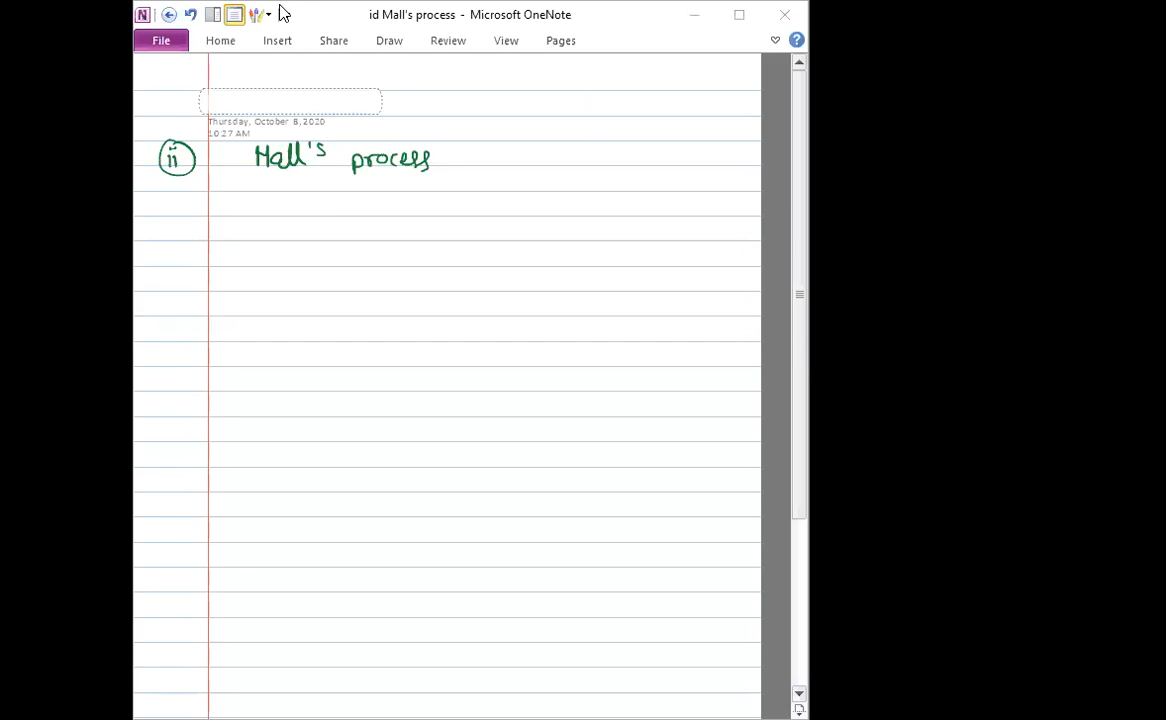 id Mall's process - Microsoft OneNote
File Home Insert Share Draw Review View Pages
Thursday, October 8, 2020
10:27 AM
ii Hall's process